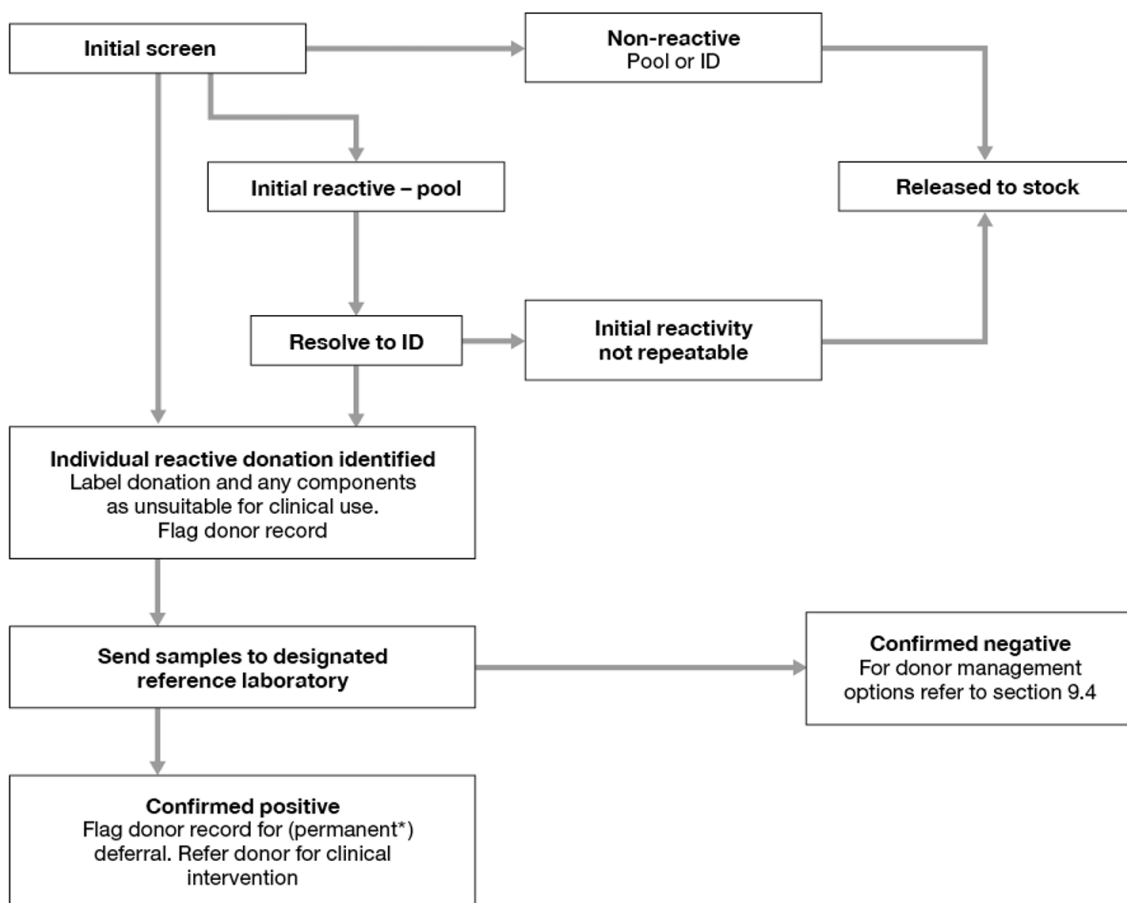 Initial screen
Non-reactive
Pool or ID
Initial reactive – pool
Released to stock
Resolve to ID
Initial reactivity
not repeatable
Individual reactive donation identified
Label donation and any components
as unsuitable for clinical use.
Flag donor record
Send samples to designated
reference laboratory
Confirmed negative
For donor management
options refer to section 9.4
Confirmed positive
Flag donor record for (permanent*)
deferral. Refer donor for clinical
intervention